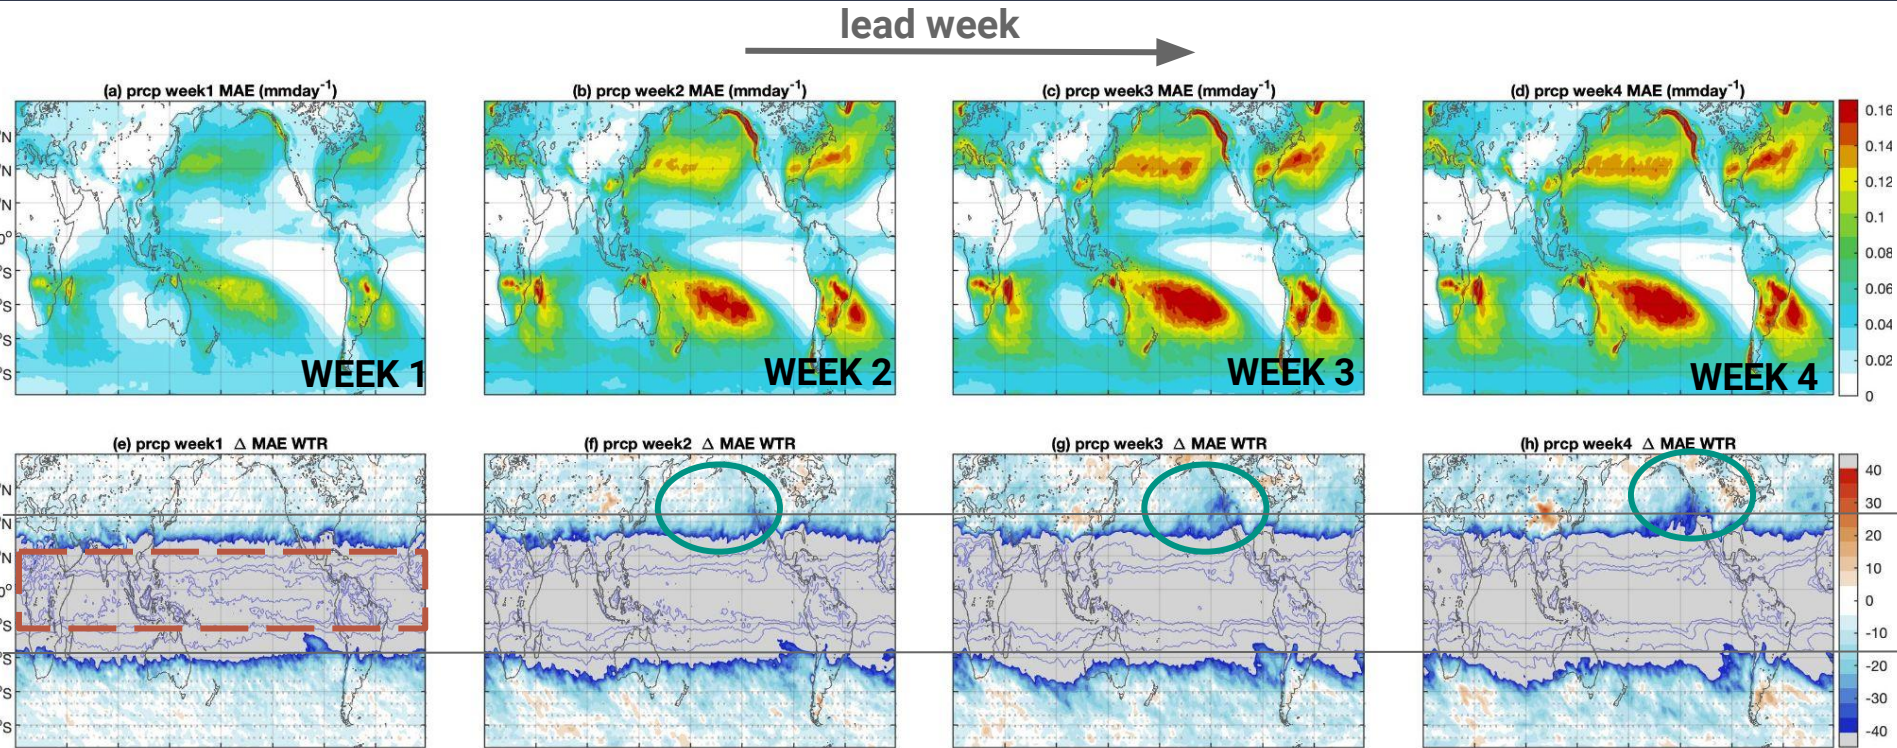 lead week
(a) prcp week1 MAE (mmday⁻¹)
(b) prcp week2 MAE (mmday⁻¹)
(c) prcp week3 MAE (mmday⁻¹)
(d) prcp week4 MAE (mmday⁻¹)
°N
°N
°N
0°
°S
°S
°S
°S
0.16
0.14
0.12
0.1
0.08
0.06
0.04
0.02
0
WEEK 1
WEEK 2
WEEK 3
WEEK 4
(e) prcp week1 Δ MAE WTR
(f) prcp week2 Δ MAE WTR
(g) prcp week3 Δ MAE WTR
(h) prcp week4 Δ MAE WTR
°N
°N
°N
0°
°S
°S
°S
°S
40
30
20
10
0
-10
-20
-30
-40